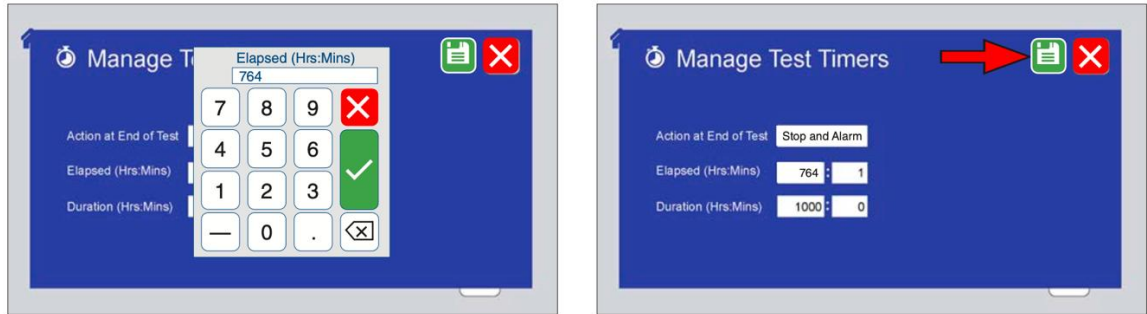 Manage T
Elapsed (Hrs:Mins)
764
7 8 9
4 5 6
1 2 3
— 0 .
Action at End of Test
Elapsed (Hrs:Mins)
Duration (Hrs:Mins)
Manage Test Timers
Action at End of Test Stop and Alarm
Elapsed (Hrs:Mins) 764 : 1
Duration (Hrs:Mins) 1000 : 0